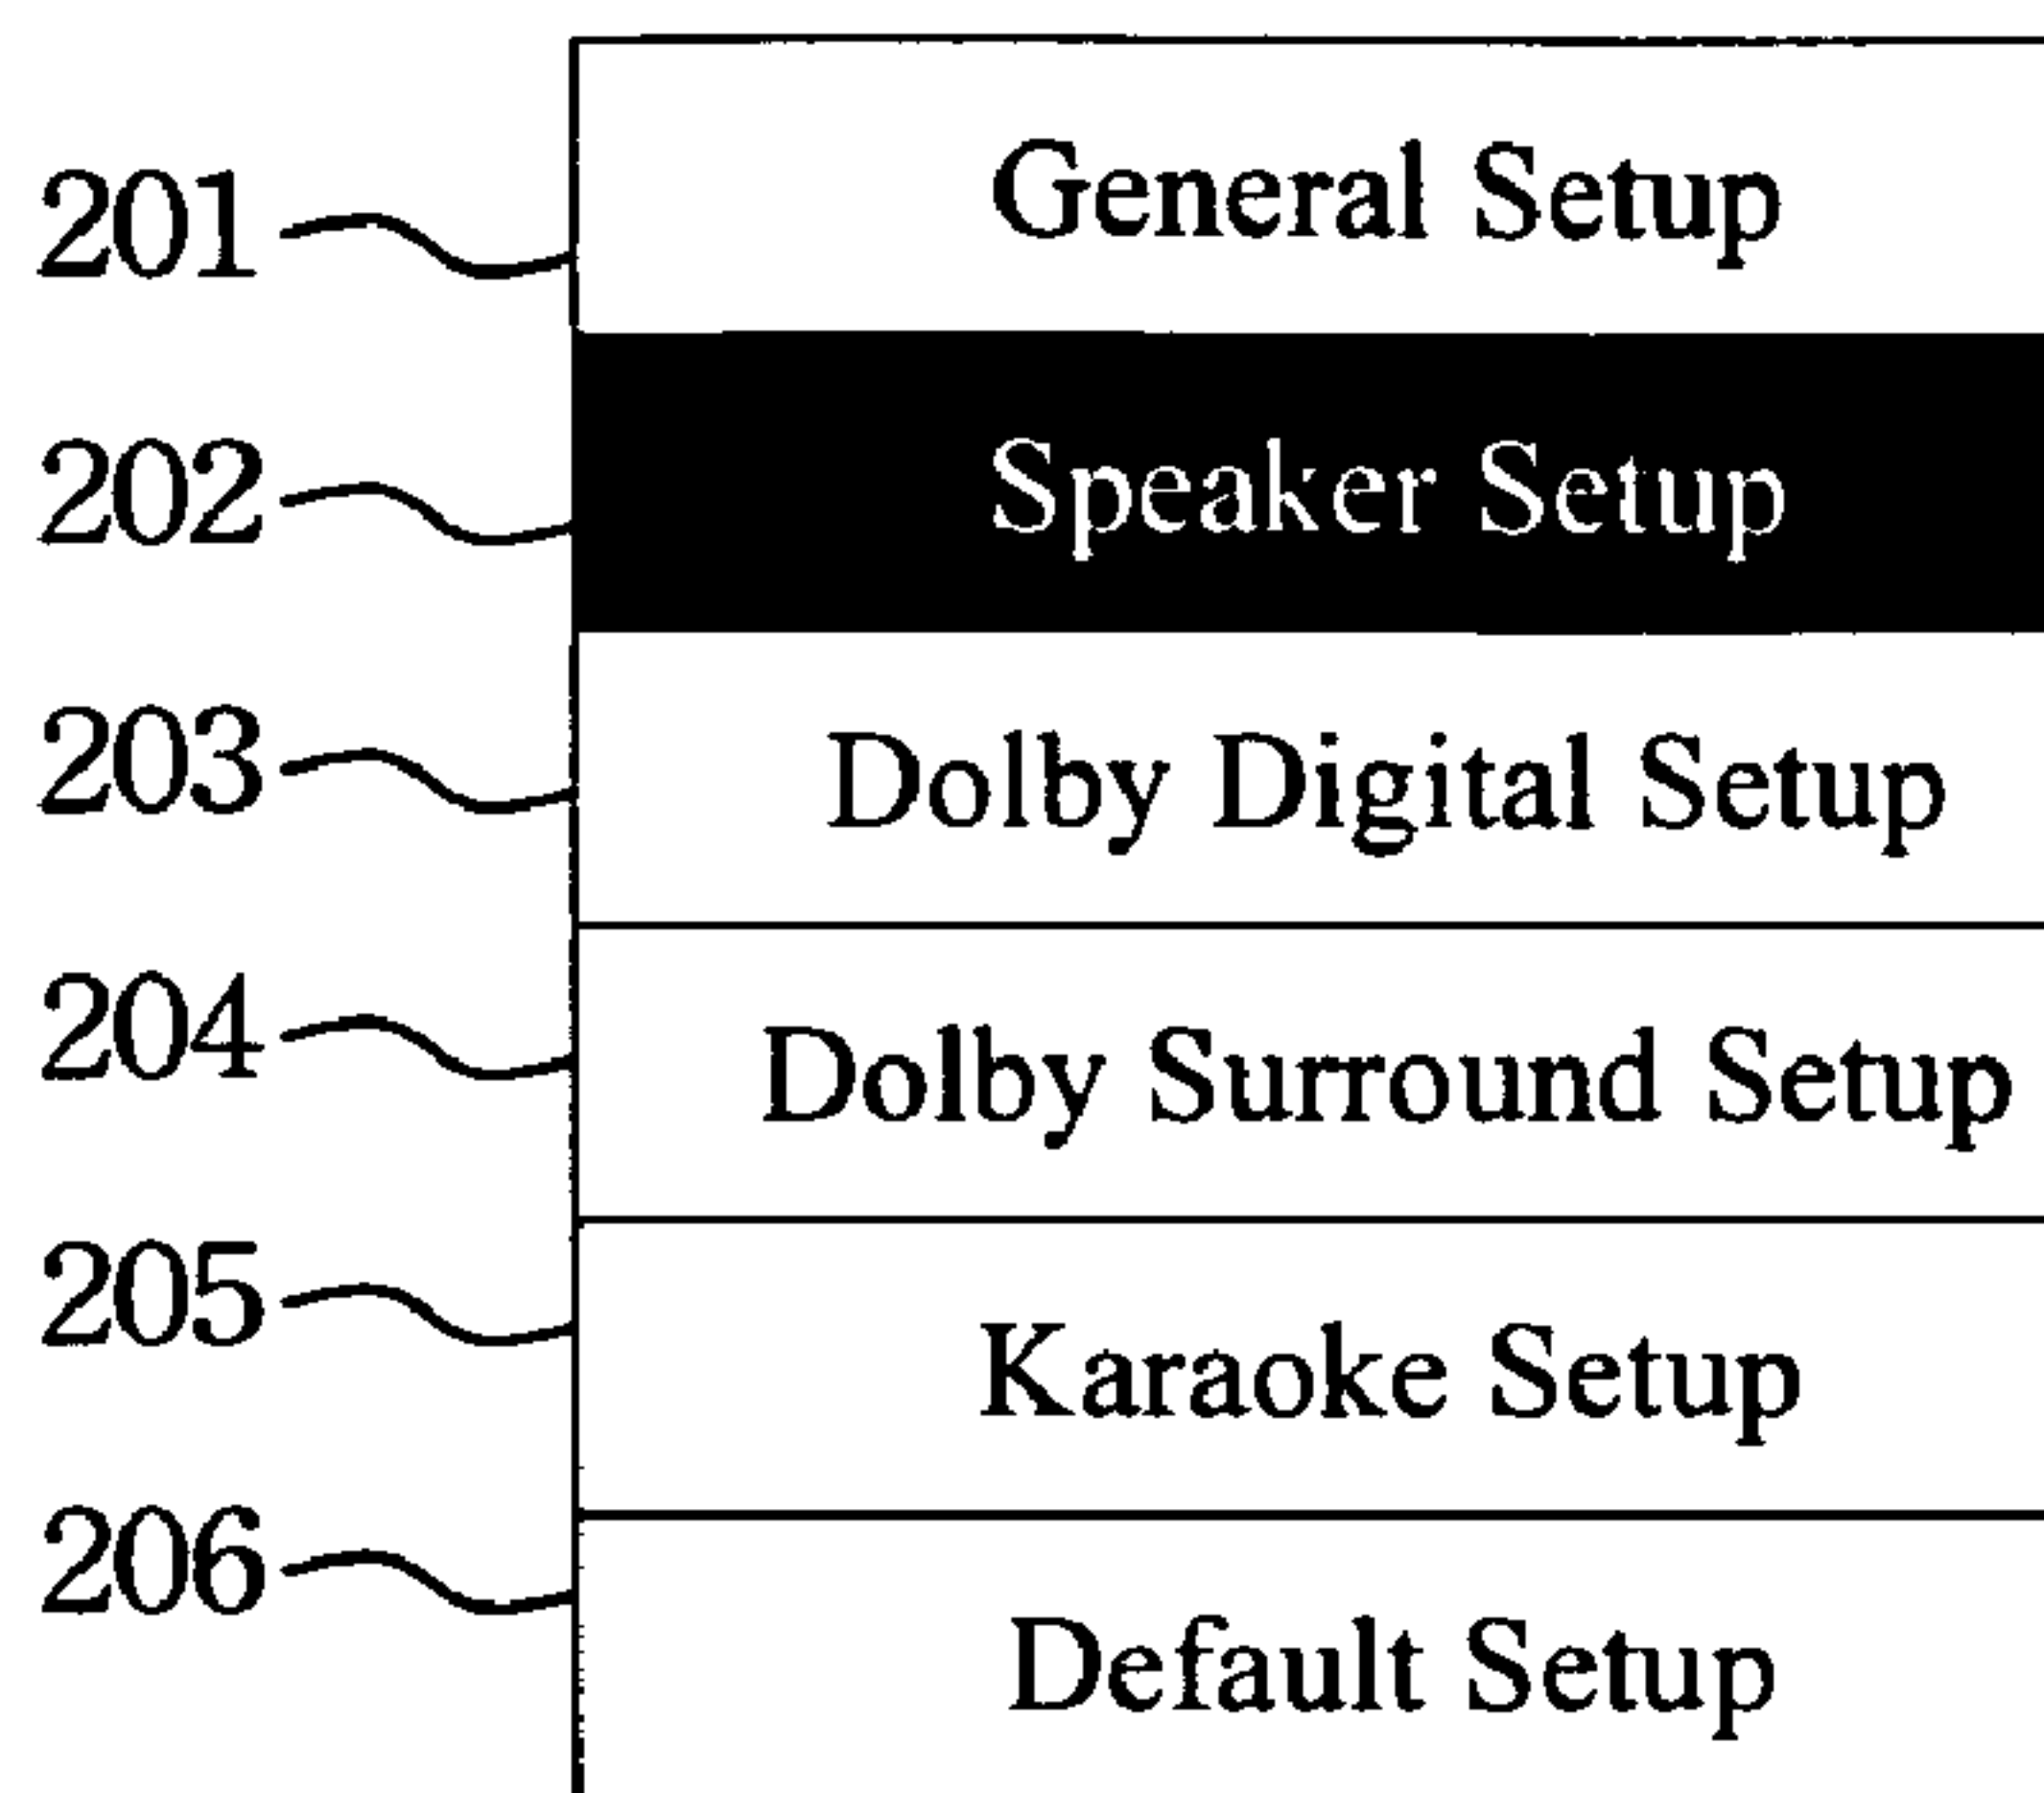 201 General Setup
202 Speaker Setup
203 Dolby Digital Setup
204 Dolby Surround Setup
205 Karaoke Setup
206 Default Setup